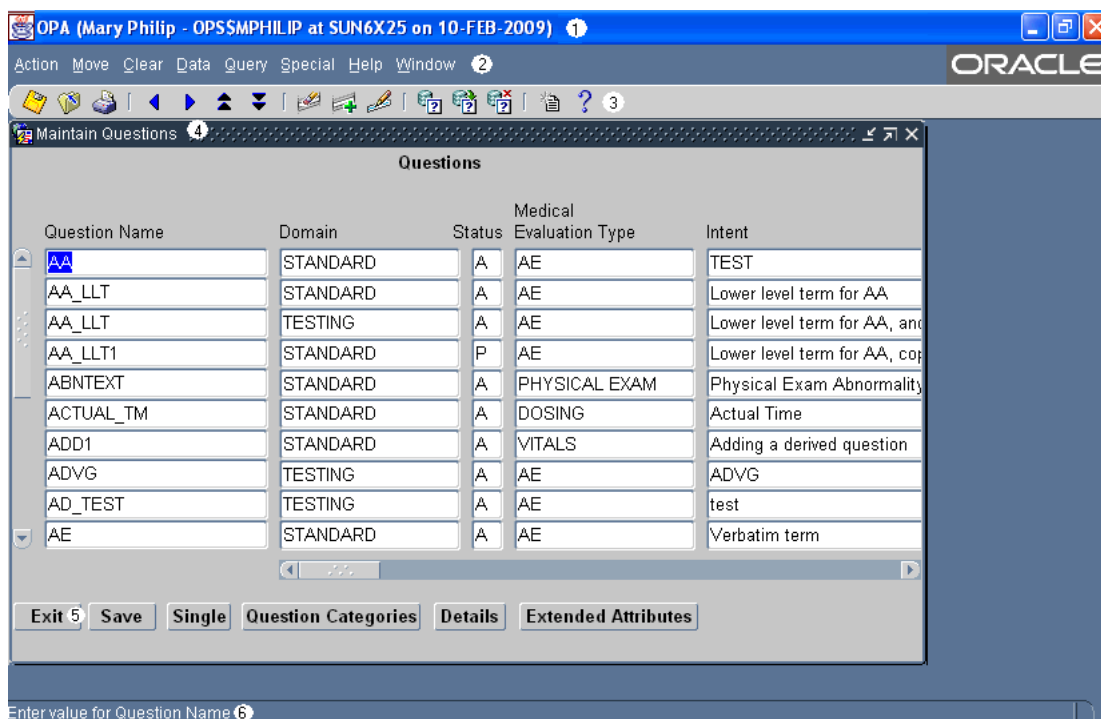 OPA (Mary Philip - OPS$MPHILIP at SUN6X25 on 10-FEB-2009) 1
Action Move Clear Data Query Special Help Window 2 ORACLE
3
Maintain Questions 4
Questions
Medical
Question Name Domain Status Evaluation Type Intent
AA STANDARD A AE TEST
AA_LLT STANDARD A AE Lower level term for AA
AA_LLT TESTING A AE Lower level term for AA, and
AA_LLT1 STANDARD P AE Lower level term for AA, cop
ABNTEXT STANDARD A PHYSICAL EXAM Physical Exam Abnormality
ACTUAL_TM STANDARD A DOSING Actual Time
ADD1 STANDARD A VITALS Adding a derived question
ADVG TESTING A AE ADVG
AD_TEST TESTING A AE test
AE STANDARD A AE Verbatim term
Exit 5 Save Single Question Categories Details Extended Attributes
Enter value for Question Name 6